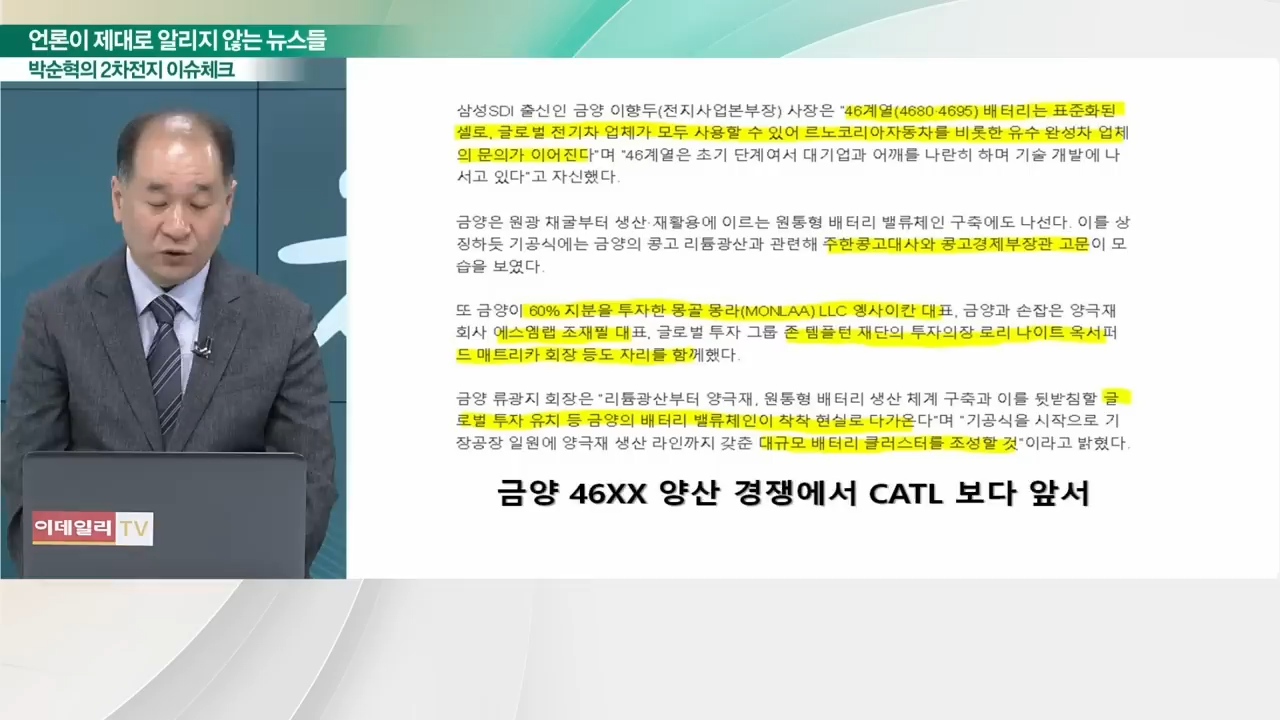 언론이 제대로 알리지 않는 뉴스들
박순혁의 2차전지 이슈체크
삼성SDI 출신인 금양 이향두(전지사업본부장) 사장은 “46계열(4680·4695) 배터리는 표준화된
셀로, 글로벌 전기차 업체가 모두 사용할 수 있어 르노코리아자동차를 비롯한 유수 완성차 업체
의 문의가 이어진다”며 “46계열은 초기 단계여서 대기업과 어깨를 나란히 하며 기술 개발에 나
서고 있다”고 자신했다.
금양은 원광 채굴부터 생산·재활용에 이르는 원통형 배터리 밸류체인 구축에도 나선다. 이를 상
징하듯 기공식에는 금양의 콩고 리튬광산과 관련해 주한콩고대사와 콩고경제부장관 고문이 모
습을 보였다.
또 금양이 60% 지분을 투자한 몽골 몽라(MONLAA) LLC 엥사이칸 대표, 금양과 손잡은 양극재
회사 에스엠랩 조재필 대표, 글로벌 투자 그룹 존 템플턴 재단의 투자의장 로리 나이트 옥서퍼
드 매트리카 회장 등도 자리를 함께했다.
금양 류광지 회장은 “리튬광산부터 양극재, 원통형 배터리 생산 체계 구축과 이를 뒷받침할 글
로벌 투자 유치 등 금양의 배터리 밸류체인이 착착 현실로 다가온다”며 “기공식을 시작으로 기
장공장 일원에 양극재 생산 라인까지 갖춘 대규모 배터리 클러스터를 조성할 것”이라고 밝혔다.
금양 46XX 양산 경쟁에서 CATL 보다 앞서
이데일리 TV